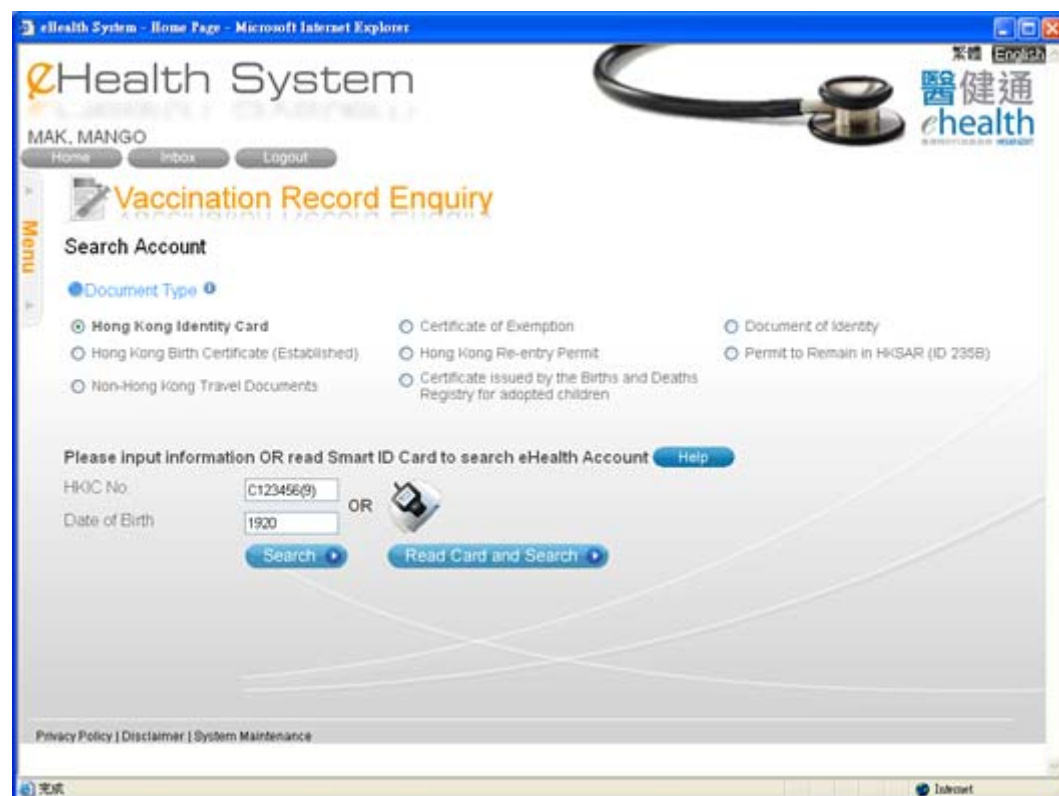 eHealth System - Home Page - Microsoft Internet Explorer
繁體 English
eHealth System
醫健通
ehealth
MAK, MANGO
Home Inbox Logout
Vaccination Record Enquiry
Menu
Search Account
Document Type
Hong Kong Identity Card Certificate of Exemption Document of Identity
Hong Kong Birth Certificate (Established) Hong Kong Re-entry Permit Permit to Remain in HKSAR (ID 235B)
Non-Hong Kong Travel Documents Certificate issued by the Births and Deaths
Registry for adopted children
Please input information OR read Smart ID Card to search eHealth Account Help
HKIC No. C123456(9) OR
Date of Birth 1920
Search Read Card and Search
Privacy Policy | Disclaimer | System Maintenance
完成 Internet